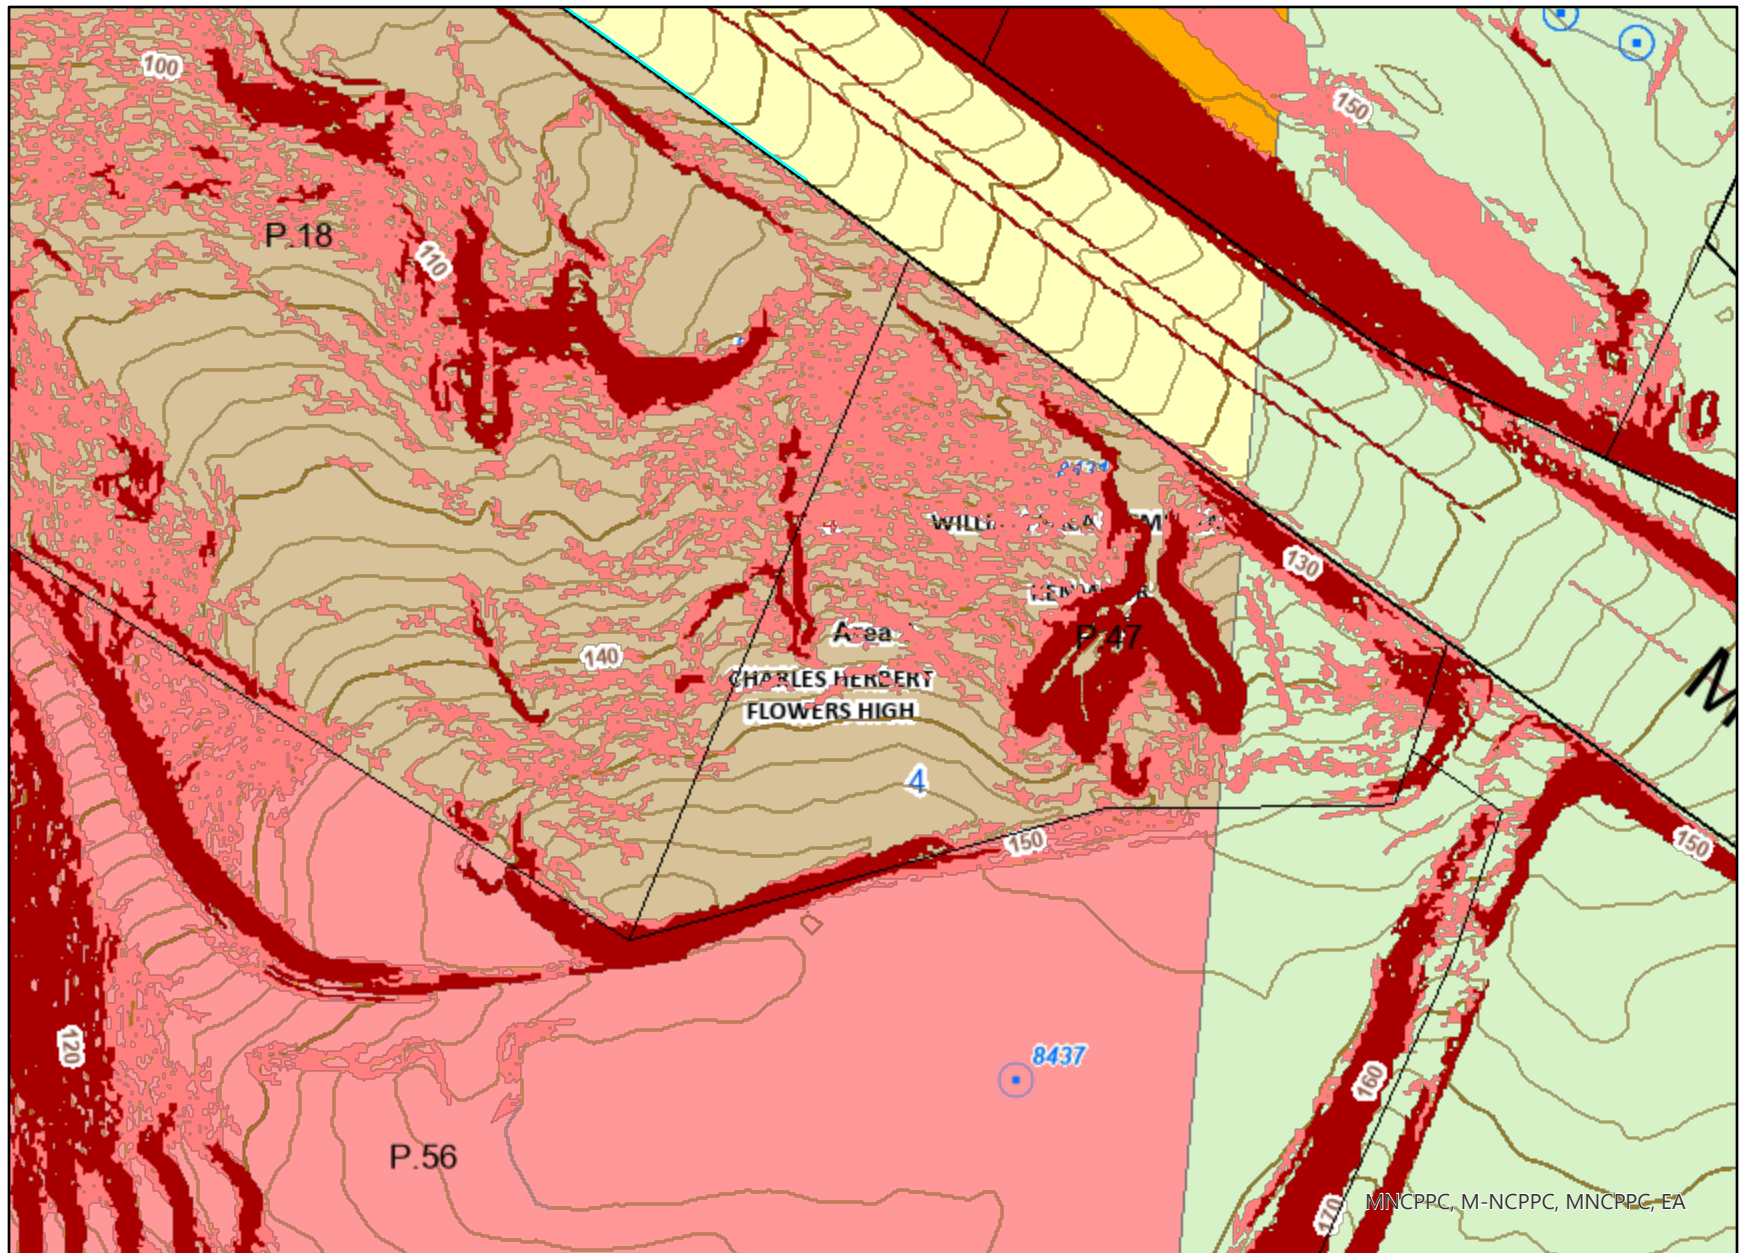 100
150
P.18
110
130
P.47
Area
140
CHARLES HERBERT
FLOWERS HIGH
4
M
150
150
8437
120
160
P.56
170
MNCPPC, M-NCPPC, MNCPPC, EA